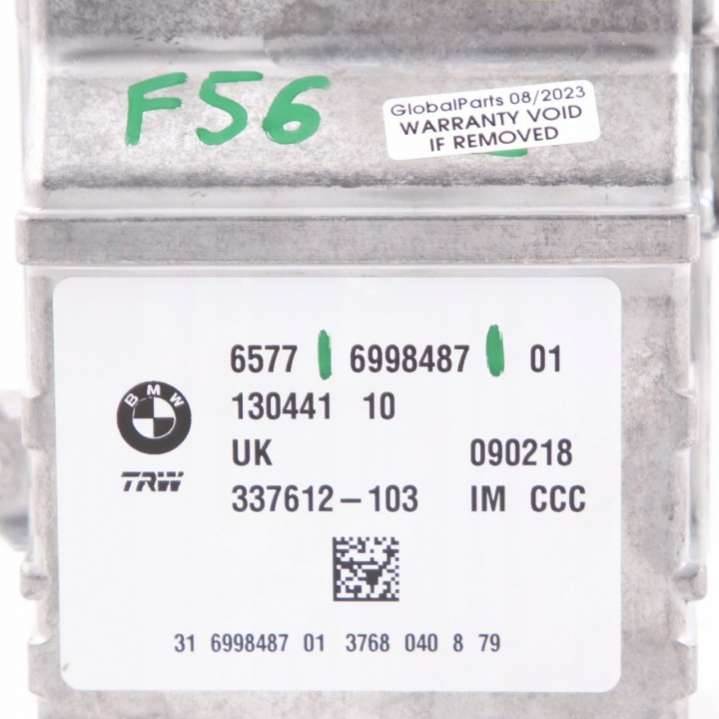 F56
GlobalParts 08/2023
WARRANTY VOID
IF REMOVED
6577 6998487 01
130441 10
BMW
UK 090218
TRW
337612-103 IM CCC
31 6998487 01 3768 040 8 79